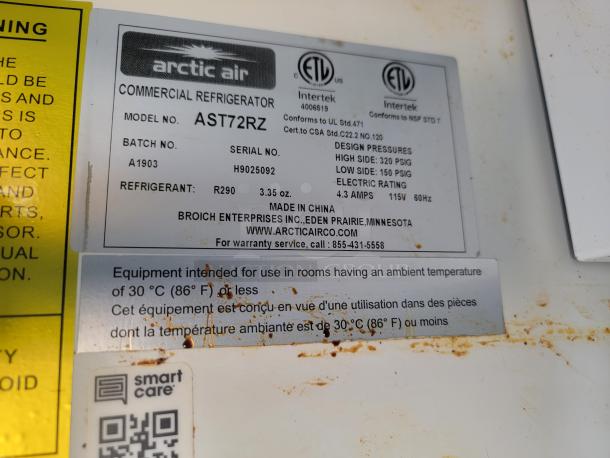 NING
HE
LD BE
S AND
S IS
TO
ANCE.
FFECT
AND
RTS,
SOR.
UAL
ON.
TY
OID
arctic air
COMMERCIAL REFRIGERATOR
MODEL NO. AST72RZ
BATCH NO. SERIAL NO.
A1903 H9025092
REFRIGERANT: R290 3.35 oz.
ETL
C US
Intertek
4006819
Conforms to UL Std.471
Cert.to CSA Std.C22.2 NO.120
ETL
Intertek
Conforms to NSF STD 7
DESIGN PRESSURES
HIGH SIDE: 320 PSIG
LOW SIDE: 150 PSIG
ELECTRIC RATING
4.3 AMPS 115V 60Hz
MADE IN CHINA
BROICH ENTERPRISES INC.,EDEN PRAIRIE,MINNESOTA
WWW.ARCTICAIRCO.COM
For warranty service, call : 855-431-5558
Equipment intended for use in rooms having an ambient temperature
of 30 °C (86° F) or less
Cet équipement est conçu en vue d'une utilisation dans des pièces
dont la température ambiante est de 30 °C (86° F) ou moins
smart
care